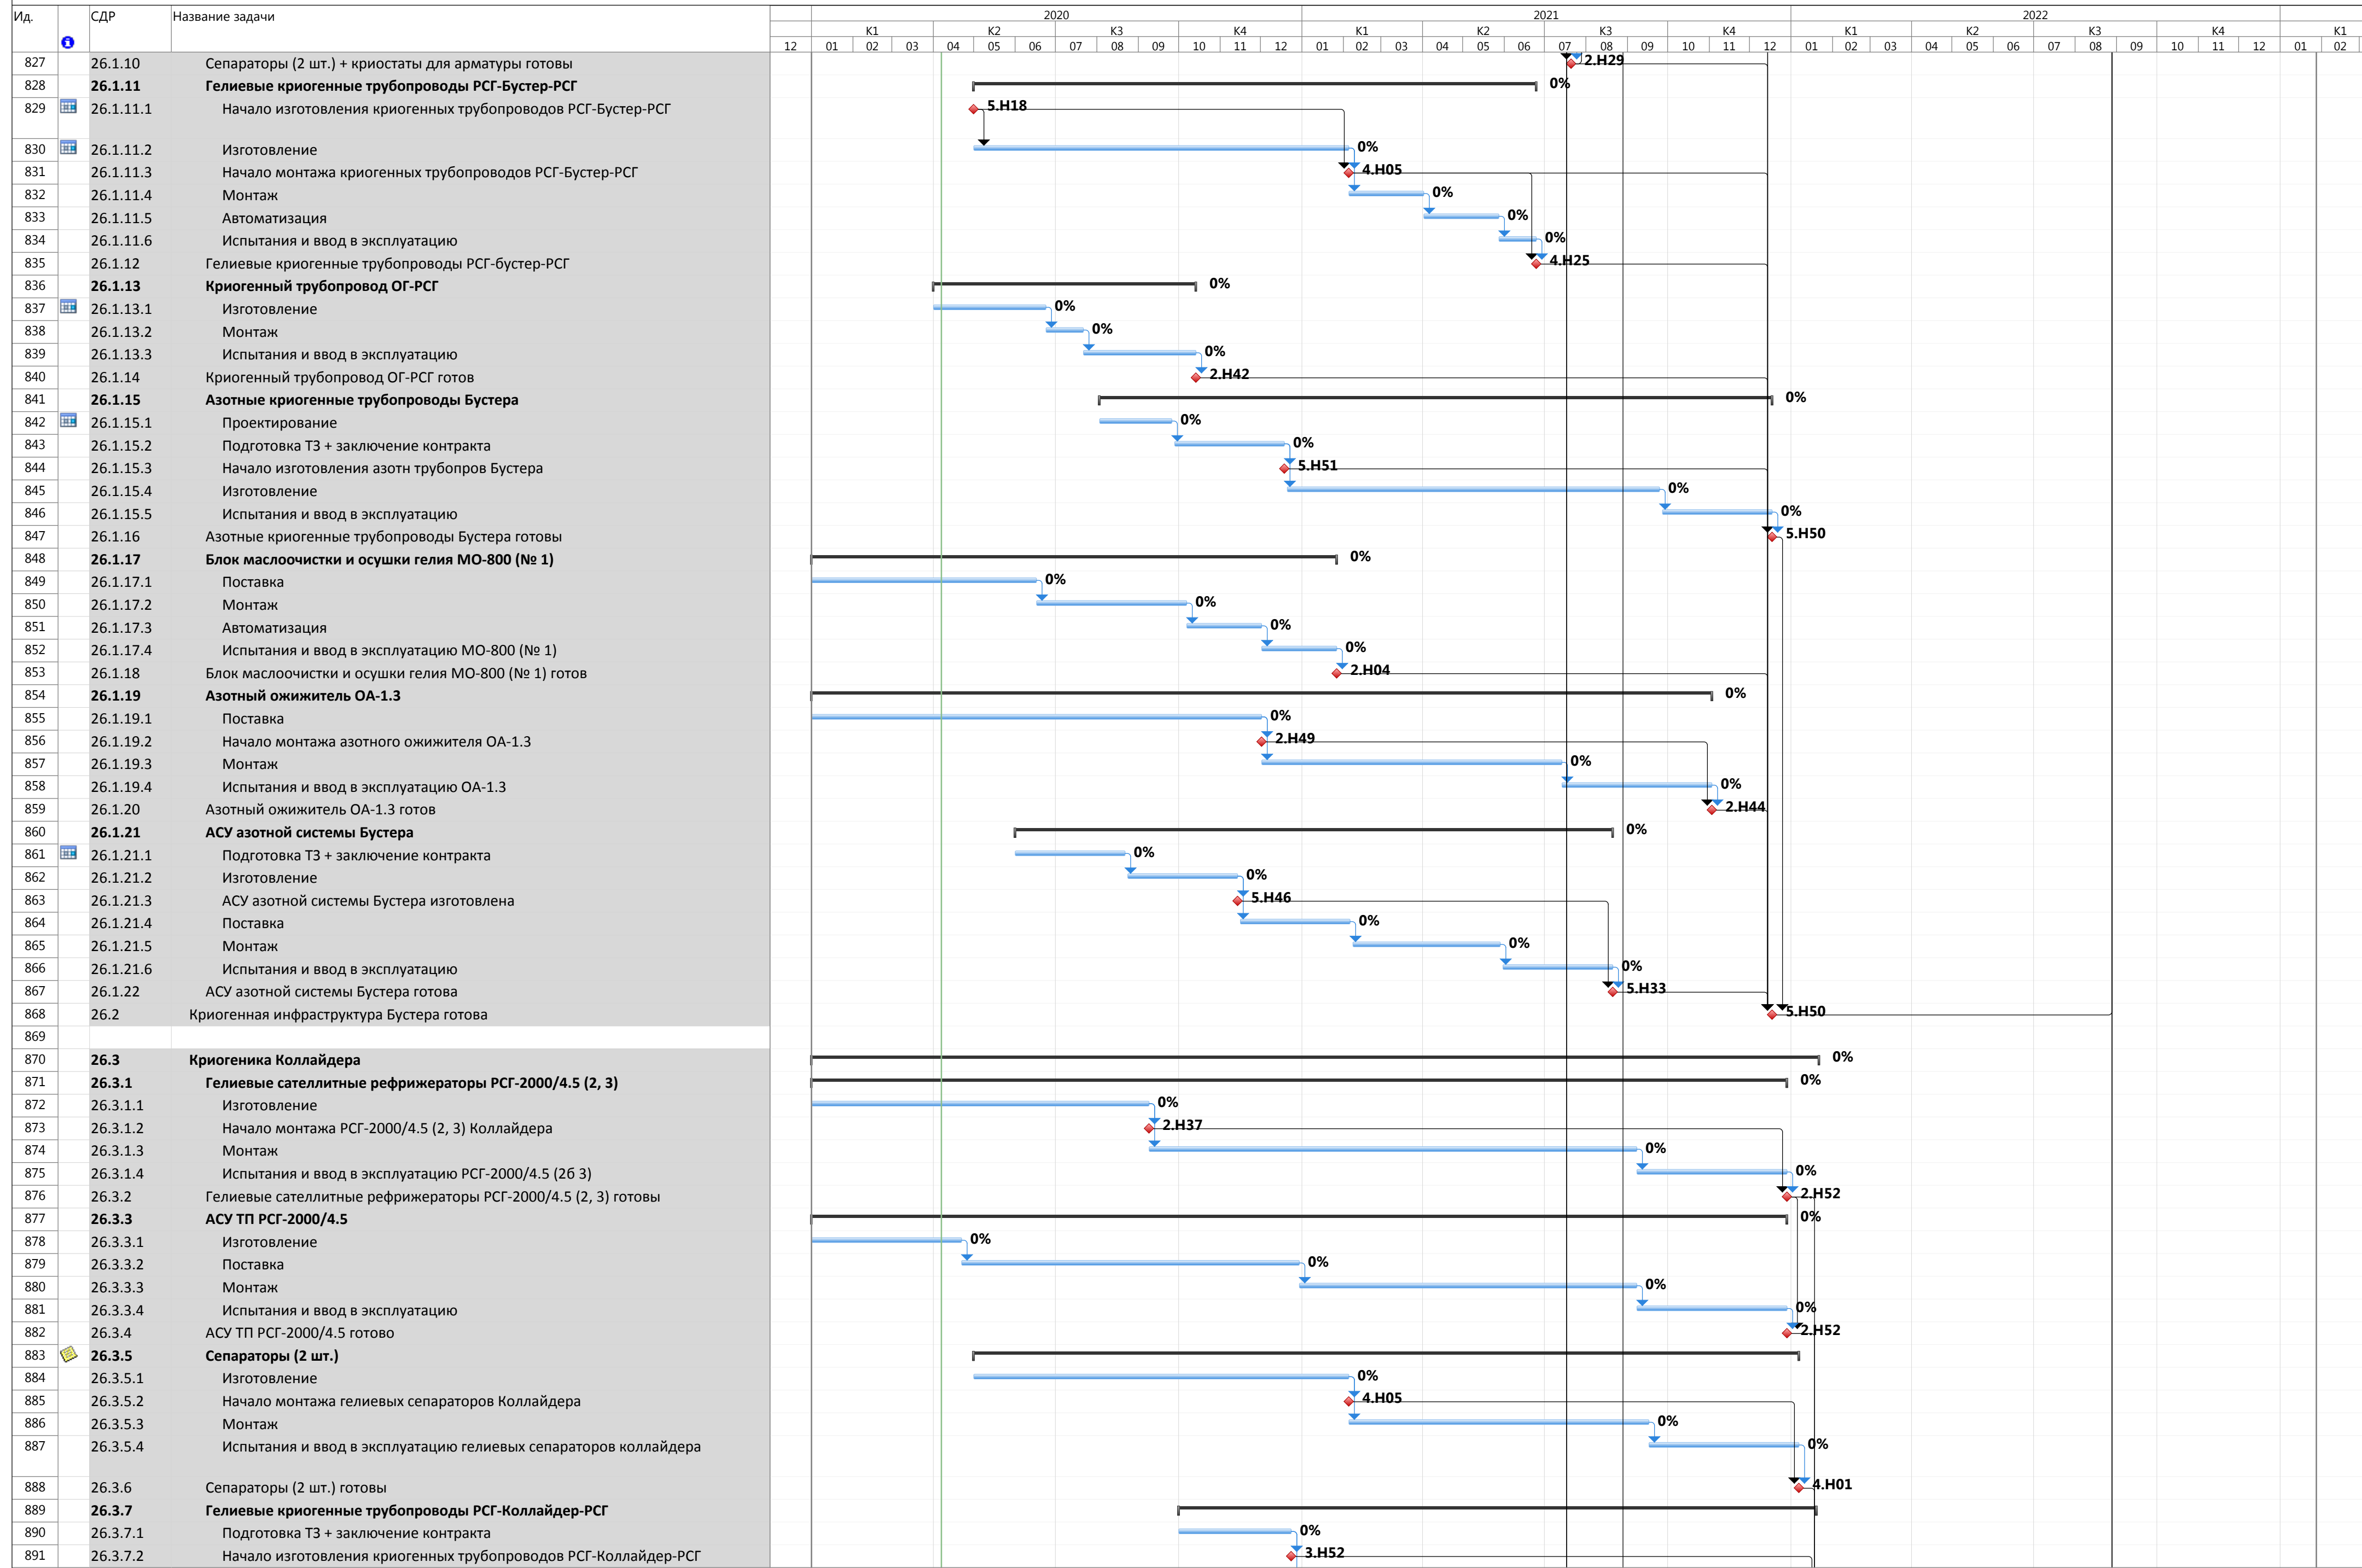 Ид. СДР Название задачи 2020 2021 2022
К1 К2 К3 К4 К1 К2 К3 К4 К1 К2 К3 К4 К1
12 01 02 03 04 05 06 07 08 09 10 11 12 01 02 03 04 05 06 07 08 09 10 11 12 01 02 03 04 05 06 07 08 09 10 11 12 01 02
827 26.1.10 Сепараторы (2 шт.) + криостаты для арматуры готовы 2.Н29
828 26.1.11 Гелиевые криогенные трубопроводы РСГ-Бустер-РСГ 0%
829 26.1.11.1 Начало изготовления криогенных трубопроводов РСГ-Бустер-РСГ 5.Н18
830 26.1.11.2 Изготовление 0%
831 26.1.11.3 Начало монтажа криогенных трубопроводов РСГ-Бустер-РСГ 4.Н05
832 26.1.11.4 Монтаж 0%
833 26.1.11.5 Автоматизация 0%
834 26.1.11.6 Испытания и ввод в эксплуатацию 0%
835 26.1.12 Гелиевые криогенные трубопроводы РСГ-бустер-РСГ 4.Н25
836 26.1.13 Криогенный трубопровод ОГ-РСГ 0%
837 26.1.13.1 Изготовление 0%
838 26.1.13.2 Монтаж 0%
839 26.1.13.3 Испытания и ввод в эксплуатацию 0%
840 26.1.14 Криогенный трубопровод ОГ-РСГ готов 2.Н42
841 26.1.15 Азотные криогенные трубопроводы Бустера 0%
842 26.1.15.1 Проектирование 0%
843 26.1.15.2 Подготовка ТЗ + заключение контракта 0%
844 26.1.15.3 Начало изготовления азотн трубопров Бустера 5.Н51
845 26.1.15.4 Изготовление 0%
846 26.1.15.5 Испытания и ввод в эксплуатацию 0%
847 26.1.16 Азотные криогенные трубопроводы Бустера готовы 5.Н50
848 26.1.17 Блок маслоочистки и осушки гелия МО-800 (№ 1) 0%
849 26.1.17.1 Поставка 0%
850 26.1.17.2 Монтаж 0%
851 26.1.17.3 Автоматизация 0%
852 26.1.17.4 Испытания и ввод в эксплуатацию МО-800 (№ 1) 0%
853 26.1.18 Блок маслоочистки и осушки гелия МО-800 (№ 1) готов 2.Н04
854 26.1.19 Азотный ожижитель ОА-1.3 0%
855 26.1.19.1 Поставка 0%
856 26.1.19.2 Начало монтажа азотного ожижителя ОА-1.3 2.Н49
857 26.1.19.3 Монтаж 0%
858 26.1.19.4 Испытания и ввод в эксплуатацию ОА-1.3 0%
859 26.1.20 Азотный ожижитель ОА-1.3 готов 2.Н44
860 26.1.21 АСУ азотной системы Бустера 0%
861 26.1.21.1 Подготовка ТЗ + заключение контракта 0%
862 26.1.21.2 Изготовление 0%
863 26.1.21.3 АСУ азотной системы Бустера изготовлена 5.Н46
864 26.1.21.4 Поставка 0%
865 26.1.21.5 Монтаж 0%
866 26.1.21.6 Испытания и ввод в эксплуатацию 0%
867 26.1.22 АСУ азотной системы Бустера готова 5.Н33
868 26.2 Криогенная инфраструктура Бустера готова 5.Н50
869
870 26.3 Криогеника Коллайдера 0%
871 26.3.1 Гелиевые сателлитные рефрижераторы РСГ-2000/4.5 (2, 3) 0%
872 26.3.1.1 Изготовление 0%
873 26.3.1.2 Начало монтажа РСГ-2000/4.5 (2, 3) Коллайдера 2.Н37
874 26.3.1.3 Монтаж 0%
875 26.3.1.4 Испытания и ввод в эксплуатацию РСГ-2000/4.5 (2б 3) 0%
876 26.3.2 Гелиевые сателлитные рефрижераторы РСГ-2000/4.5 (2, 3) готовы 2.Н52
877 26.3.3 АСУ ТП РСГ-2000/4.5 0%
878 26.3.3.1 Изготовление 0%
879 26.3.3.2 Поставка 0%
880 26.3.3.3 Монтаж 0%
881 26.3.3.4 Испытания и ввод в эксплуатацию 0%
882 26.3.4 АСУ ТП РСГ-2000/4.5 готово 2.Н52
883 26.3.5 Сепараторы (2 шт.)
884 26.3.5.1 Изготовление 0%
885 26.3.5.2 Начало монтажа гелиевых сепараторов Коллайдера 4.Н05
886 26.3.5.3 Монтаж 0%
887 26.3.5.4 Испытания и ввод в эксплуатацию гелиевых сепараторов коллайдера 0%
888 26.3.6 Сепараторы (2 шт.) готовы 4.Н01
889 26.3.7 Гелиевые криогенные трубопроводы РСГ-Коллайдер-РСГ
890 26.3.7.1 Подготовка ТЗ + заключение контракта 0%
891 26.3.7.2 Начало изготовления криогенных трубопроводов РСГ-Коллайдер-РСГ 3.Н52